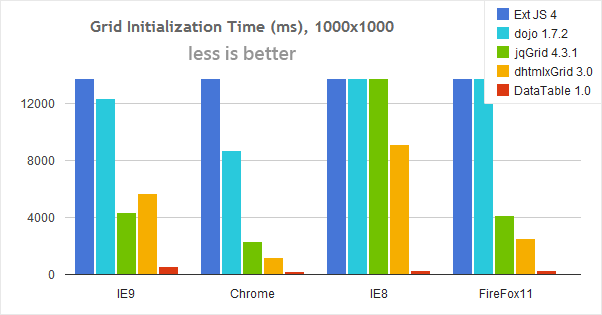 Grid Initialization Time (ms), 1000x1000
less is better
Ext JS 4
dojo 1.7.2
jqGrid 4.3.1
dhtmlxGrid 3.0
DataTable 1.0
12000
8000
4000
0
IE9 Chrome IE8 FireFox11